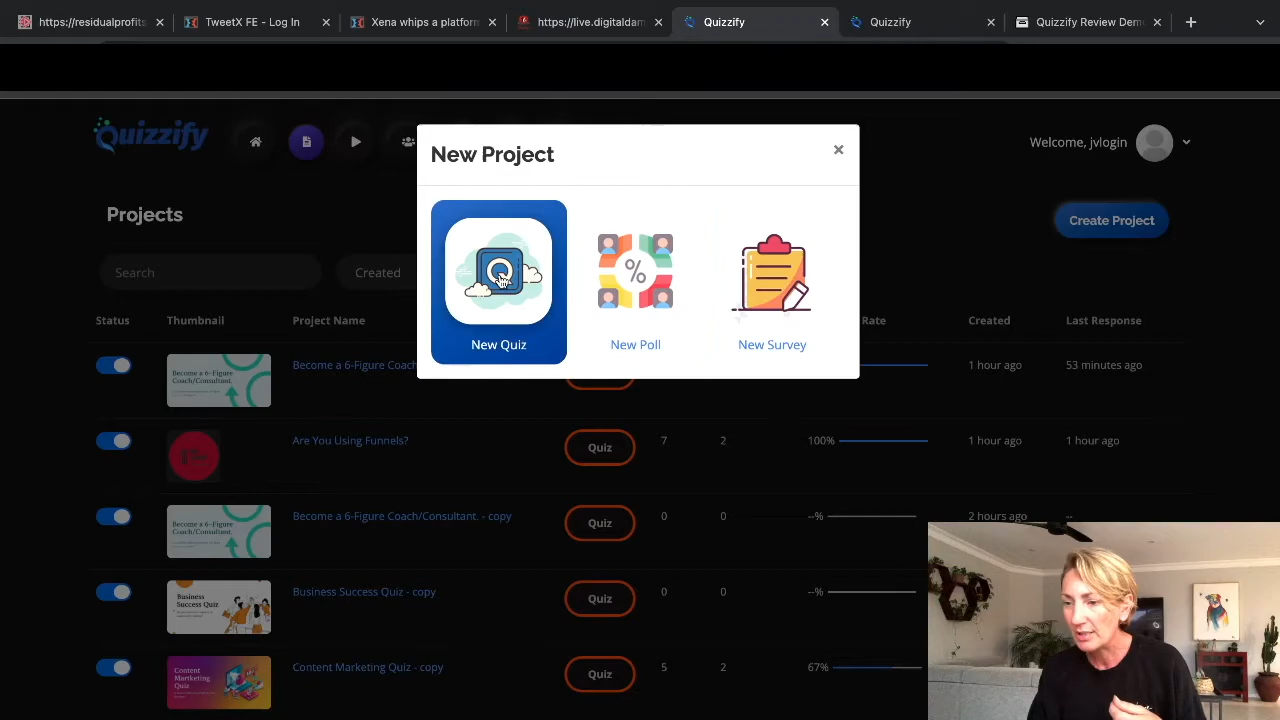 https://residualprofits
TweetX FE - Log In
Xena whips a platform
https://live.digitaldam
Quizzify
Quizzify
Quizzify Review Dem
Quizzify
Welcome, jvlogin
New Project
Projects
Create Project
Search
Created
New Quiz
New Poll
New Survey
Status
Thumbnail
Project Name
Rate
Created
Last Response
Become a 6-Figure Coach/Consultant.
Become a 6-Figure Coac
1 hour ago
53 minutes ago
Are You Using Funnels?
Quiz
7
2
100%
1 hour ago
1 hour ago
Become a 6-Figure Coach/Consultant.
Become a 6-Figure Coach/Consultant. - copy
Quiz
0
0
--%
2 hours ago
--
Business Success Quiz
Business Success Quiz - copy
Quiz
0
0
--%
Content Martketing Quiz
Content Marketing Quiz - copy
Quiz
5
2
67%